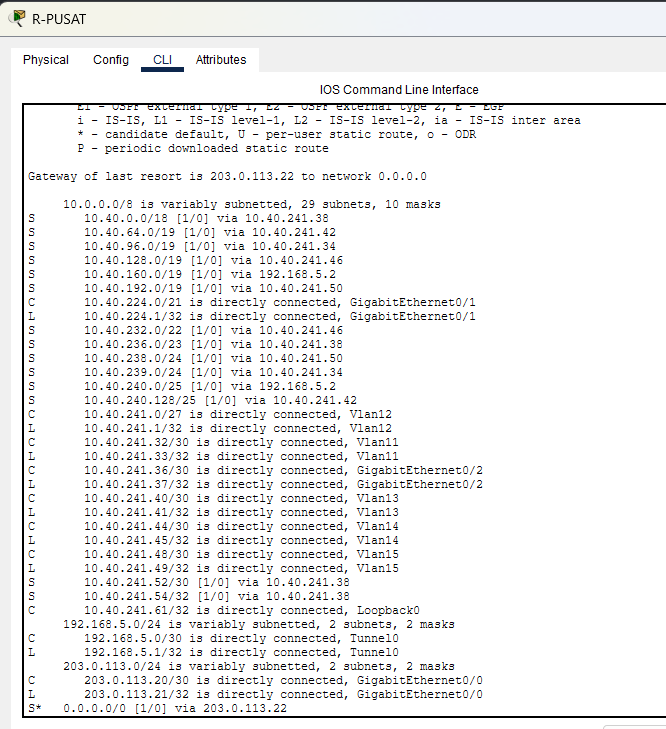 R-PUSAT
Physical Config CLI Attributes
IOS Command Line Interface
E1 - OSPF external type 1, E2 - OSPF external type 2, E - EGP
i - IS-IS, L1 - IS-IS level-1, L2 - IS-IS level-2, ia - IS-IS inter area
* - candidate default, U - per-user static route, o - ODR
P - periodic downloaded static route
Gateway of last resort is 203.0.113.22 to network 0.0.0.0
10.0.0.0/8 is variably subnetted, 29 subnets, 10 masks
S 10.40.0.0/18 [1/0] via 10.40.241.38
S 10.40.64.0/19 [1/0] via 10.40.241.42
S 10.40.96.0/19 [1/0] via 10.40.241.34
S 10.40.128.0/19 [1/0] via 10.40.241.46
S 10.40.160.0/19 [1/0] via 192.168.5.2
S 10.40.192.0/19 [1/0] via 10.40.241.50
C 10.40.224.0/21 is directly connected, GigabitEthernet0/1
L 10.40.224.1/32 is directly connected, GigabitEthernet0/1
S 10.40.232.0/22 [1/0] via 10.40.241.46
S 10.40.236.0/23 [1/0] via 10.40.241.38
S 10.40.238.0/24 [1/0] via 10.40.241.50
S 10.40.239.0/24 [1/0] via 10.40.241.34
S 10.40.240.0/25 [1/0] via 192.168.5.2
S 10.40.240.128/25 [1/0] via 10.40.241.42
C 10.40.241.0/27 is directly connected, Vlan12
L 10.40.241.1/32 is directly connected, Vlan12
C 10.40.241.32/30 is directly connected, Vlan11
L 10.40.241.33/32 is directly connected, Vlan11
C 10.40.241.36/30 is directly connected, GigabitEthernet0/2
L 10.40.241.37/32 is directly connected, GigabitEthernet0/2
C 10.40.241.40/30 is directly connected, Vlan13
L 10.40.241.41/32 is directly connected, Vlan13
C 10.40.241.44/30 is directly connected, Vlan14
L 10.40.241.45/32 is directly connected, Vlan14
C 10.40.241.48/30 is directly connected, Vlan15
L 10.40.241.49/32 is directly connected, Vlan15
S 10.40.241.52/30 [1/0] via 10.40.241.38
S 10.40.241.54/32 [1/0] via 10.40.241.38
C 10.40.241.61/32 is directly connected, Loopback0
192.168.5.0/24 is variably subnetted, 2 subnets, 2 masks
C 192.168.5.0/30 is directly connected, Tunnel0
L 192.168.5.1/32 is directly connected, Tunnel0
203.0.113.0/24 is variably subnetted, 2 subnets, 2 masks
C 203.0.113.20/30 is directly connected, GigabitEthernet0/0
L 203.0.113.21/32 is directly connected, GigabitEthernet0/0
S* 0.0.0.0/0 [1/0] via 203.0.113.22